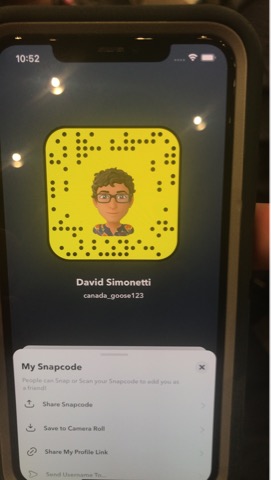 10:52
David Simonetti
canada_goose123
My Snapcode
People can Snap or Scan your Snapcode to add you as
a friend!
Share Snapcode
Save to Camera Roll
Share My Profile Link
Send Username To...